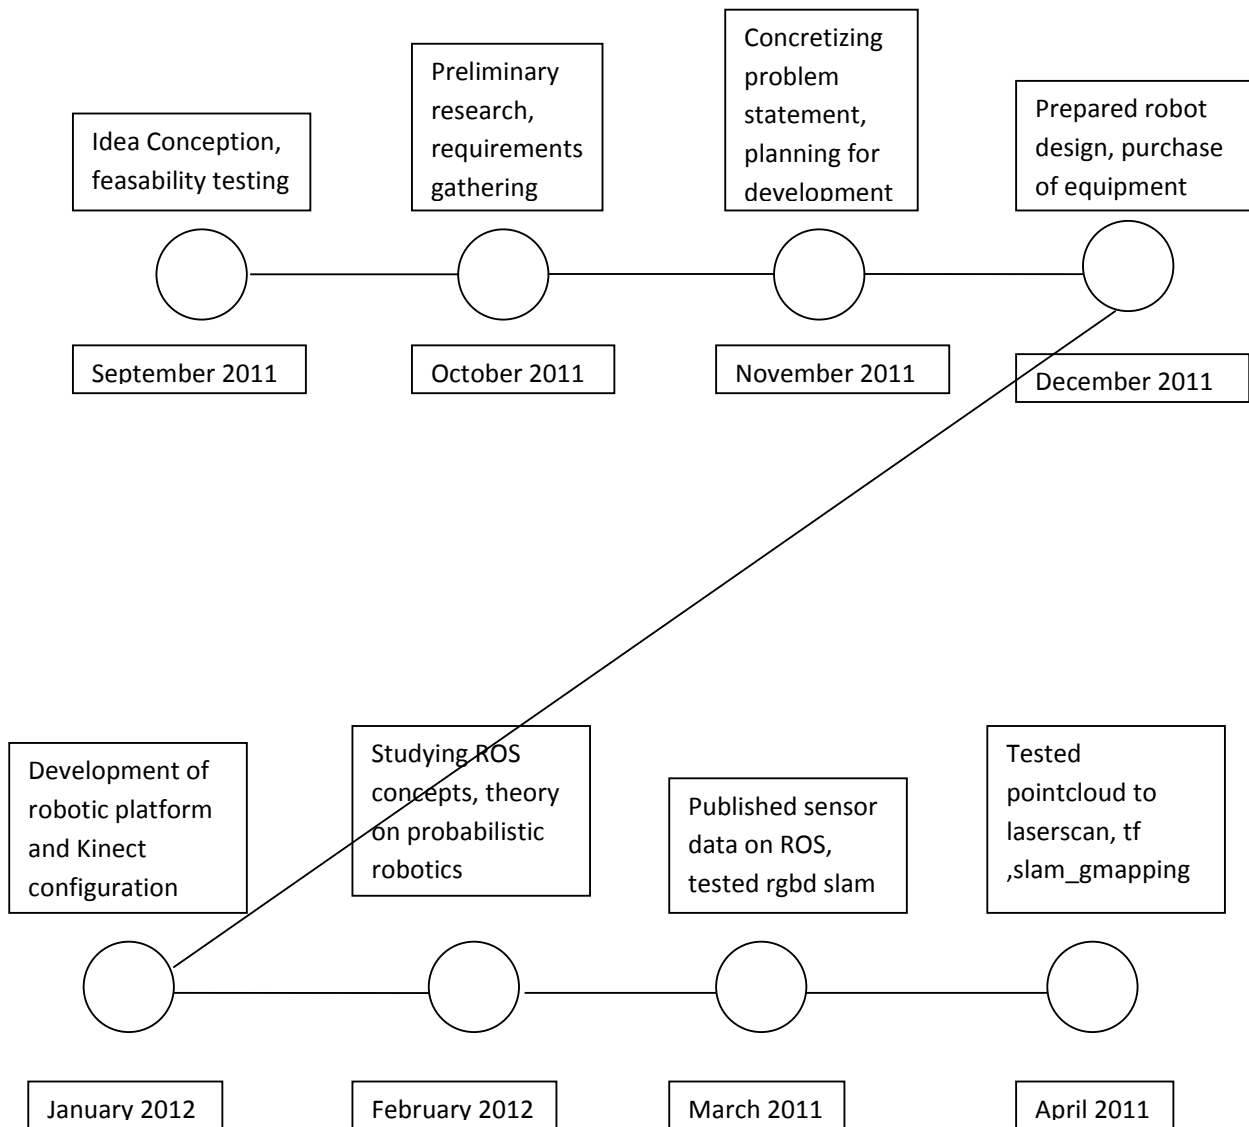 Idea Conception,
feasability testing
Preliminary
research,
requirements
gathering
Concretizing
problem
statement,
planning for
development
Prepared robot
design, purchase
of equipment
September 2011
October 2011
November 2011
December 2011
Development of
robotic platform
and Kinect
configuration
Studying ROS
concepts, theory
on probabilistic
robotics
Published sensor
data on ROS,
tested rgbd slam
Tested
pointcloud to
laserscan, tf
,slam_gmapping
January 2012
February 2012
March 2011
April 2011